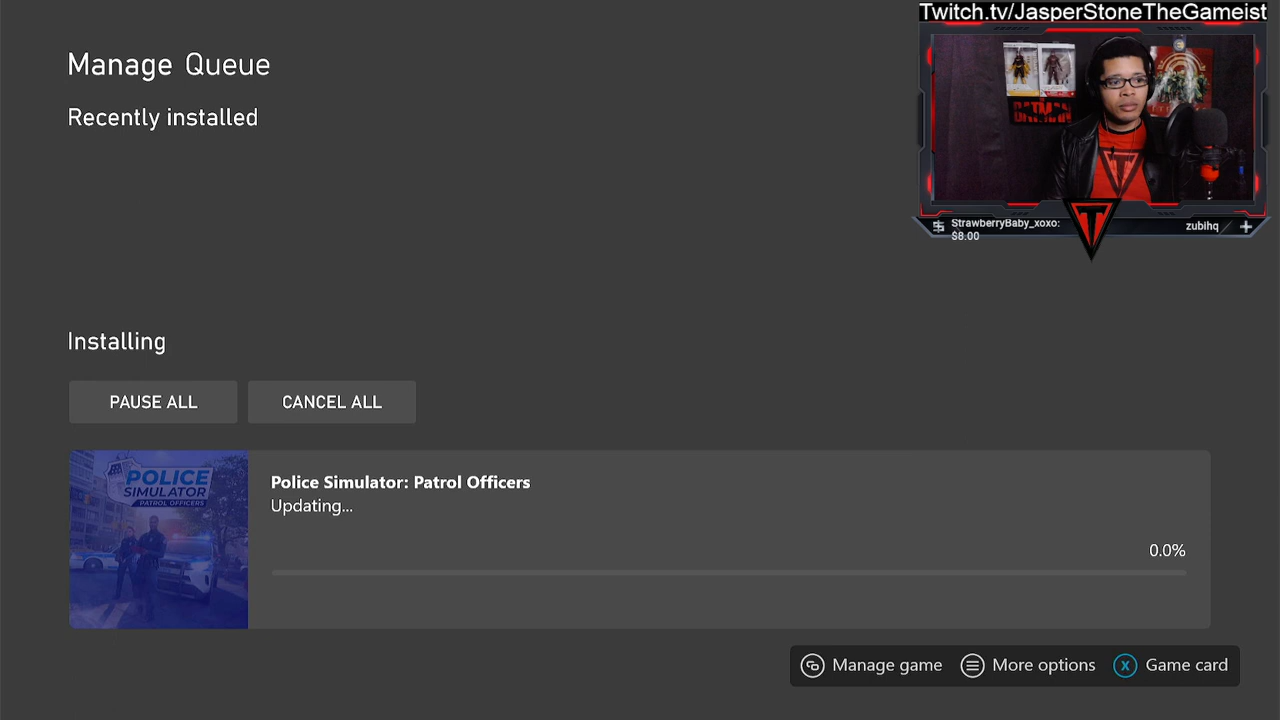 Twitch.tv/JasperStoneTheGameist
Manage Queue
Recently installed
StrawberryBaby_xoxo:
$8.00
zubihq
Installing
PAUSE ALL
CANCEL ALL
POLICE
SIMULATOR
PATROL OFFICERS
Police Simulator: Patrol Officers
Updating...
0.0%
Manage game
More options
X
Game card